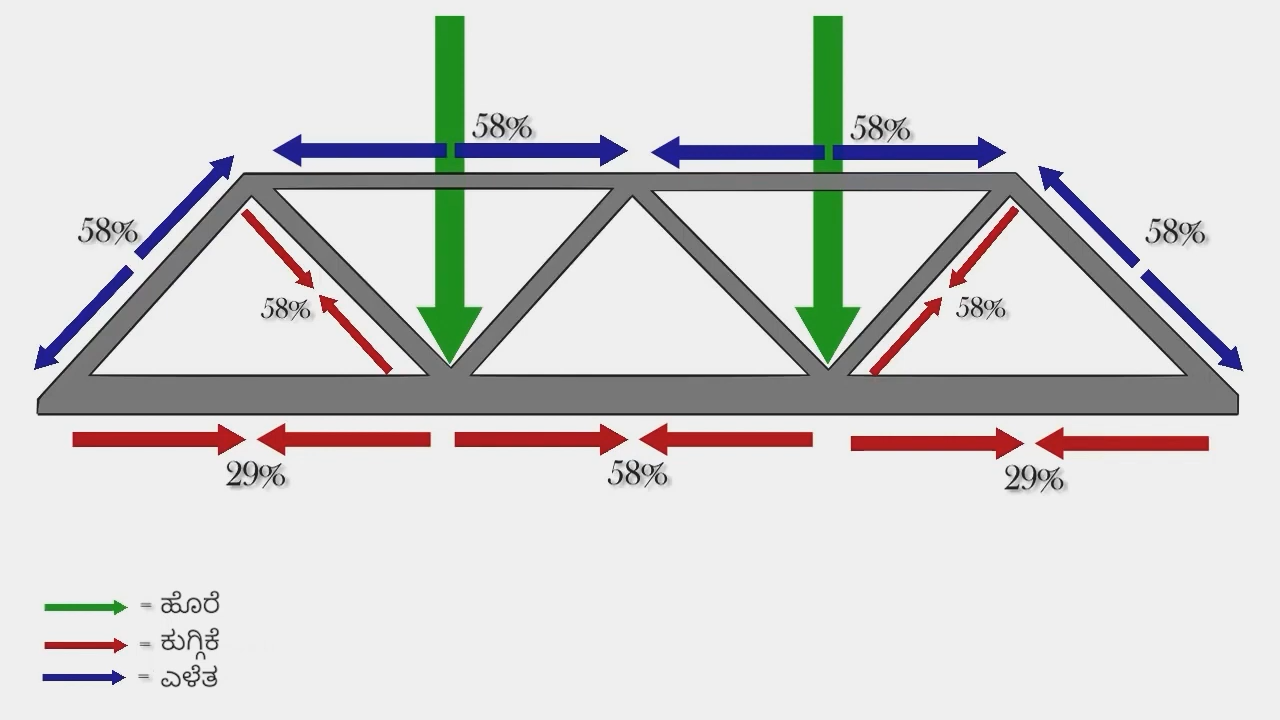 58% 58%
58% 58%
58% 58%
29% 58% 29%
= ಹೊರೆ
= ಕುಗ್ಗಿಕೆ
= ಎಳೆತ